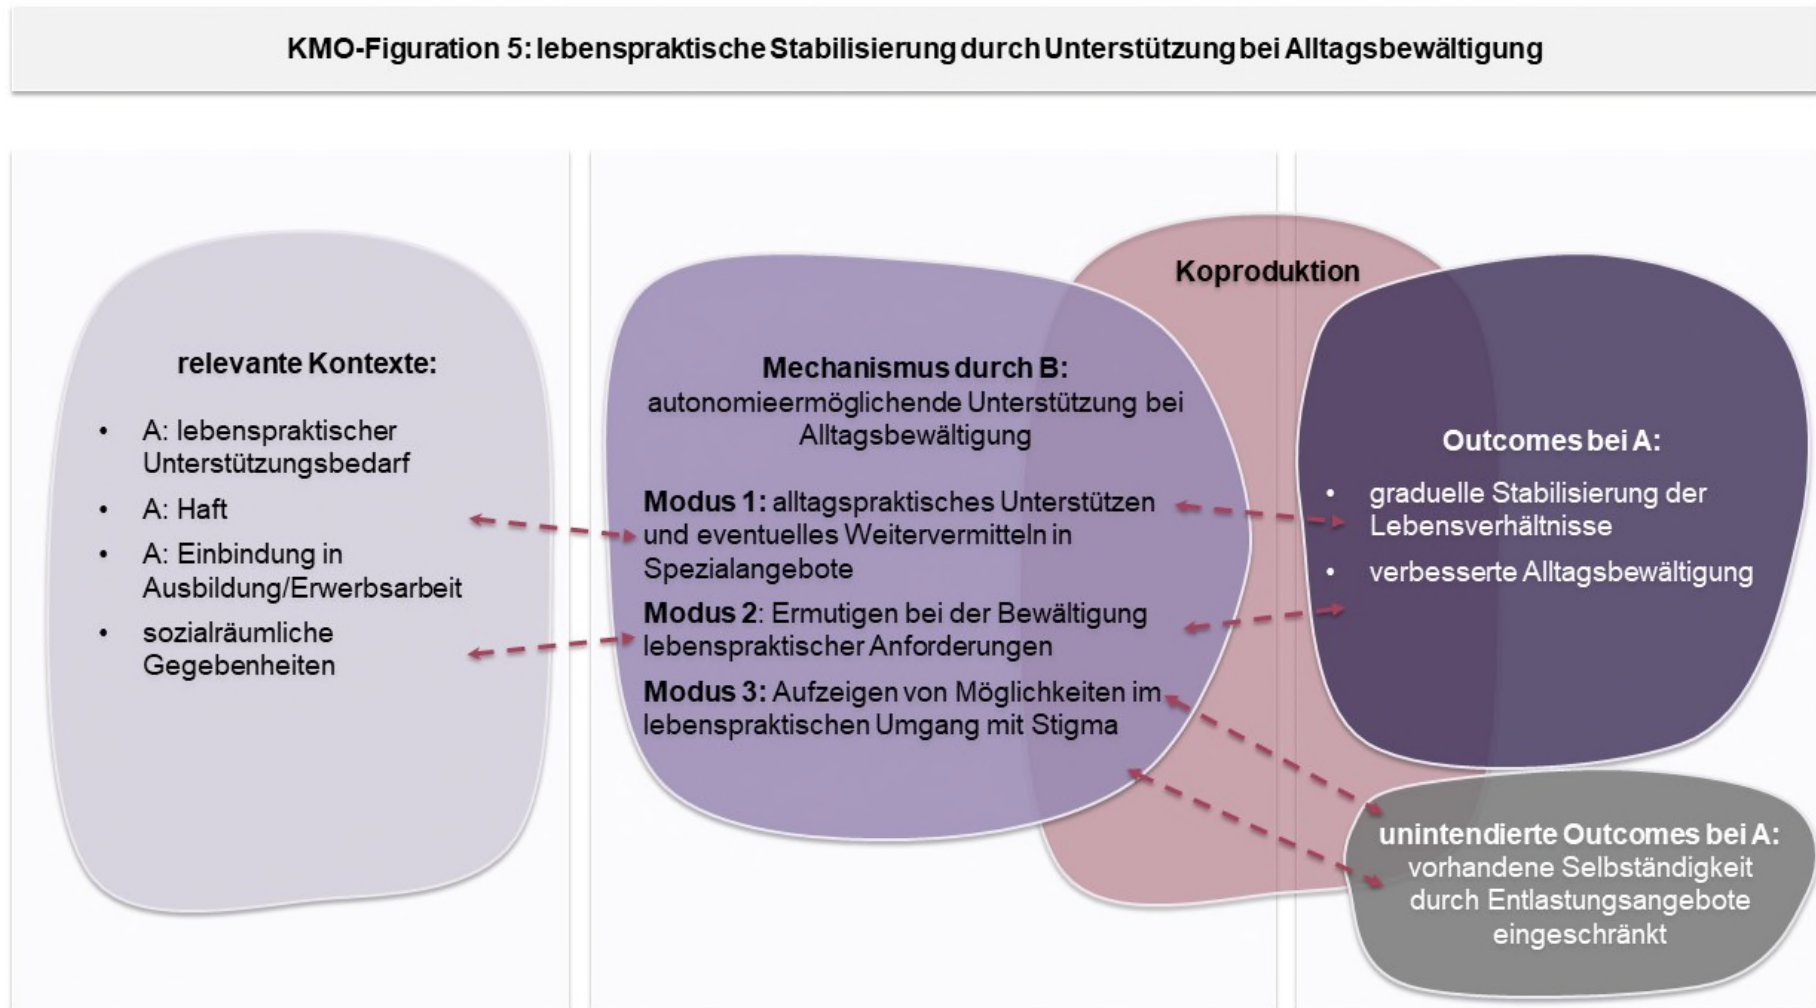 KMO-Figuration 5: lebenspraktische Stabilisierung durch Unterstützung bei Alltagsbewältigung
relevante Kontexte:
• A: lebenspraktischer
Unterstützungsbedarf
• A: Haft
• A: Einbindung in
Ausbildung/Erwerbsarbeit
• sozialräumliche
Gegebenheiten
Mechanismus durch B:
autonomieermöglichende Unterstützung bei
Alltagsbewältigung
Modus 1: alltagspraktisches Unterstützen
und eventuelles Weitervermitteln in
Spezialangebote
Modus 2: Ermutigen bei der Bewältigung
lebenspraktischer Anforderungen
Modus 3: Aufzeigen von Möglichkeiten im
lebenspraktischen Umgang mit Stigma
Koproduktion
Outcomes bei A:
• graduelle Stabilisierung der
Lebensverhältnisse
• verbesserte Alltagsbewältigung
unintendierte Outcomes bei A:
vorhandene Selbständigkeit
durch Entlastungsangebote
eingeschränkt